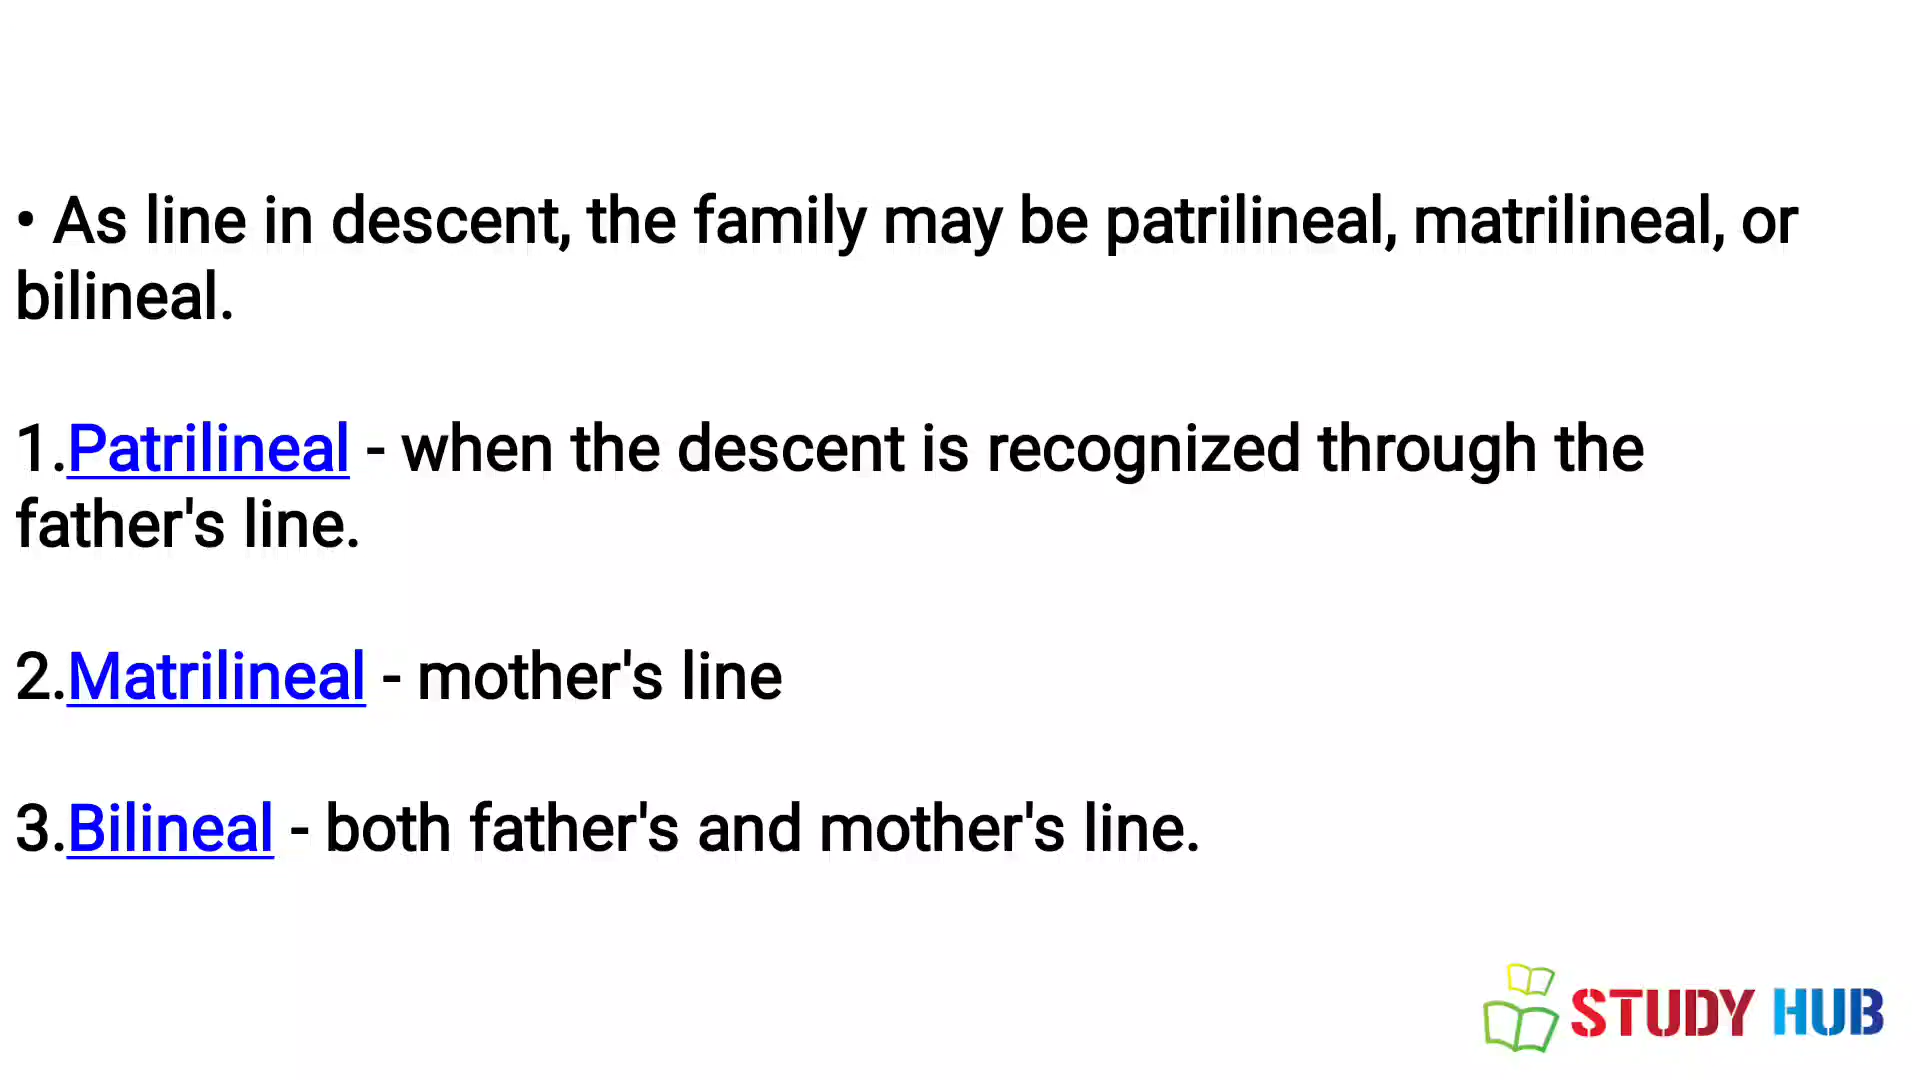 • As line in descent, the family may be patrilineal, matrilineal, or
bilineal.
1.Patrilineal - when the descent is recognized through the
father's line.
2.Matrilineal - mother's line
3.Bilineal - both father's and mother's line.
STUDY HUB